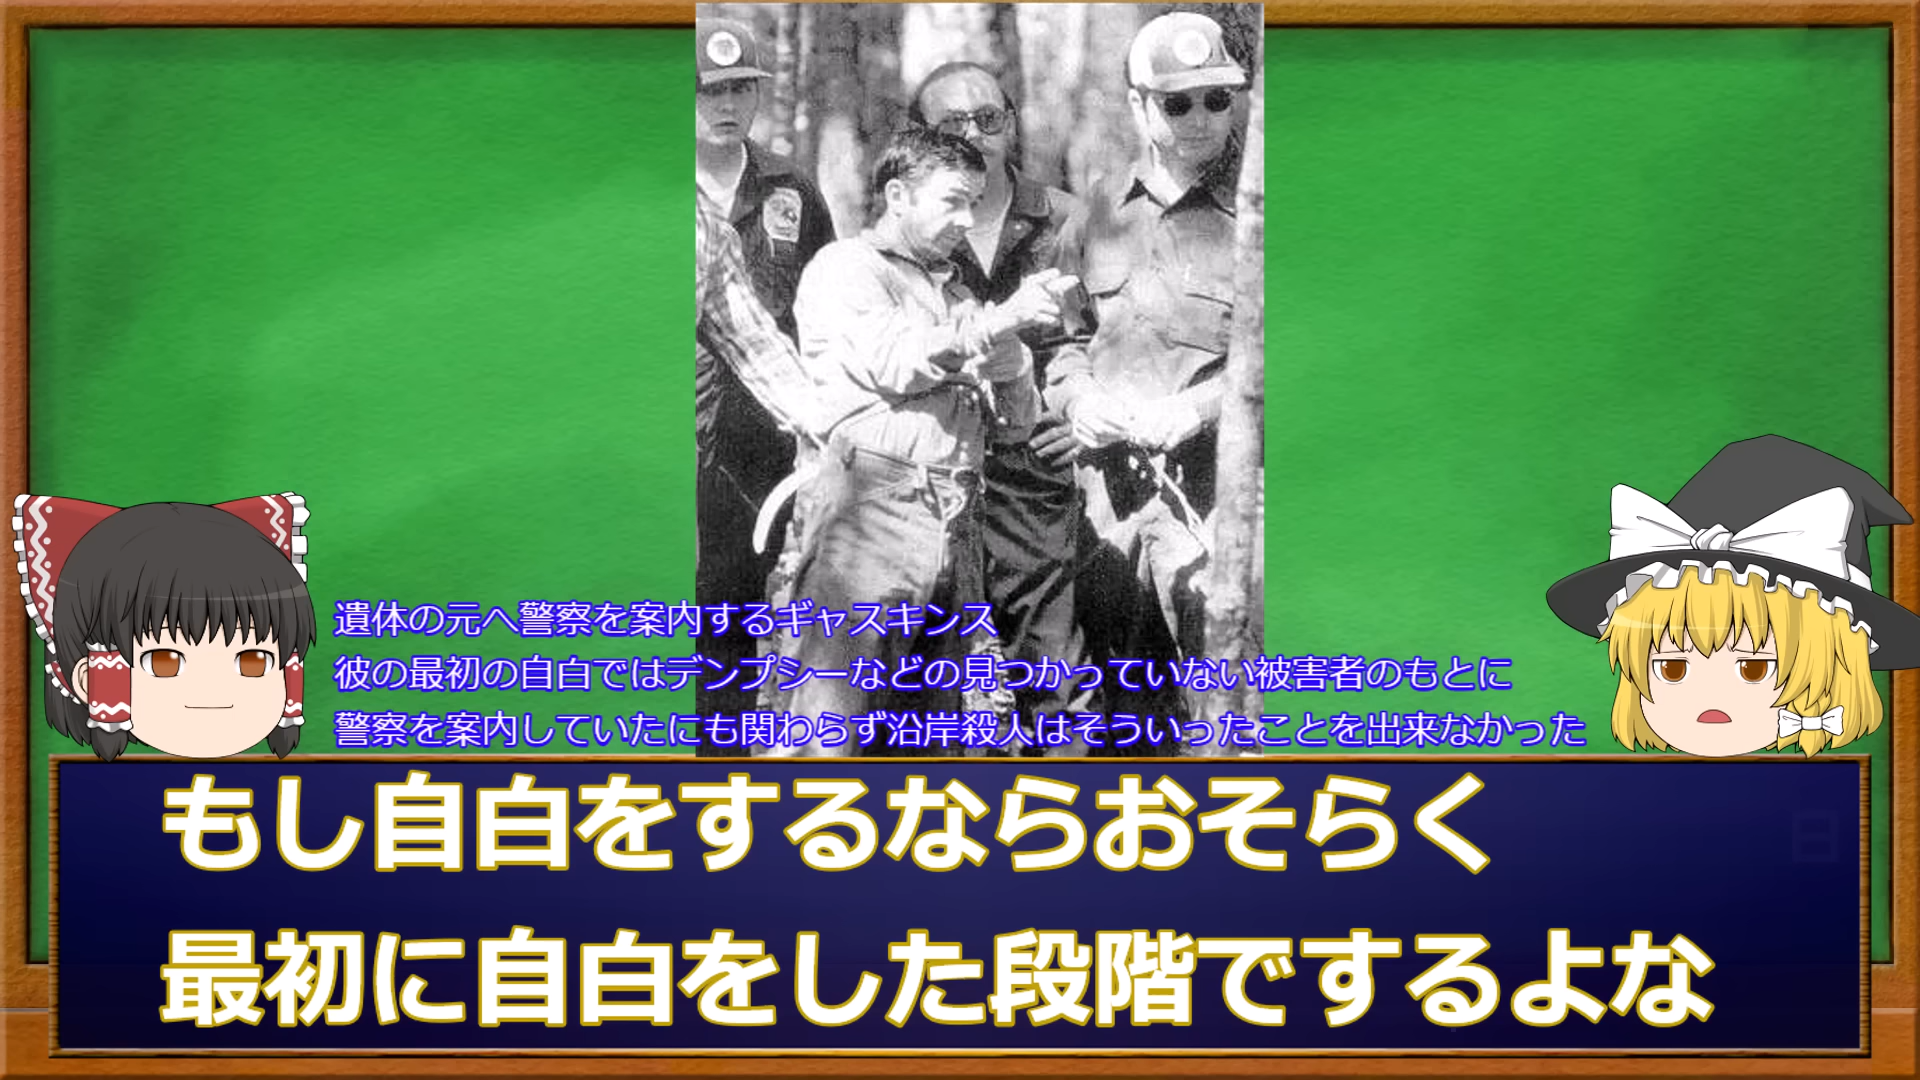 遺体の元へ警察を案内するギャスキンス
彼の最初の自白ではデンプシーなどの見つかっていない被害者のもとに
警察を案内していたにも関わらず沿岸殺人はそういったことを出来なかった
もし自白をするならおそらく
最初に自白をした段階でするよな